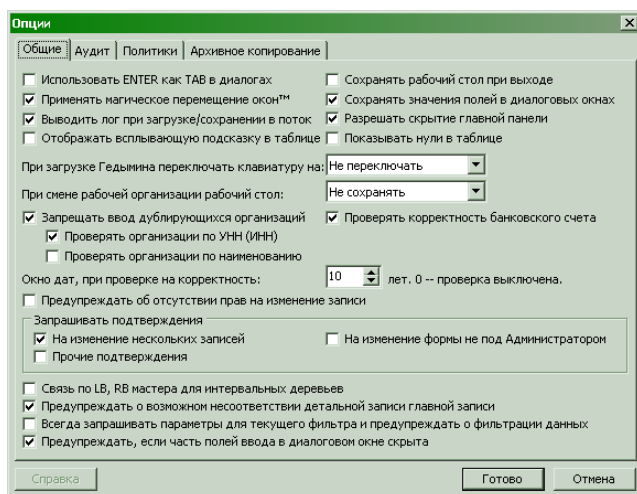 Опции
Общие Аудит Политики Архивное копирование
Использовать ENTER как TAB в диалогах
Сохранять рабочий стол при выходе
Применять магическое перемещение окон™
Сохранять значения полей в диалоговых окнах
Выводить лог при загрузке/сохранении в поток
Разрешать скрытие главной панели
Отображать всплывающую подсказку в таблице
Показывать нули в таблице
При загрузке Гедымина переключать клавиатуру на: Не переключать
При смене рабочей организации рабочий стол: Не сохранять
Запрещать ввод дублирующихся организаций
Проверять корректность банковского счета
Проверять организации по УНН (ИНН)
Проверять организации по наименованию
Окно дат, при проверке на корректность: 10 лет. 0 -- проверка выключена.
Предупреждать об отсутствии прав на изменение записи
Запрашивать подтверждения
На изменение нескольких записей
На изменение формы не под Администратором
Прочие подтверждения
Связь по LB, RB мастера для интервальных деревьев
Предупреждать о возможном несоответствии детальной записи главной записи
Всегда запрашивать параметры для текущего фильтра и предупреждать о фильтрации данных
Предупреждать, если часть полей ввода в диалоговом окне скрыта
Справка Готово Отмена